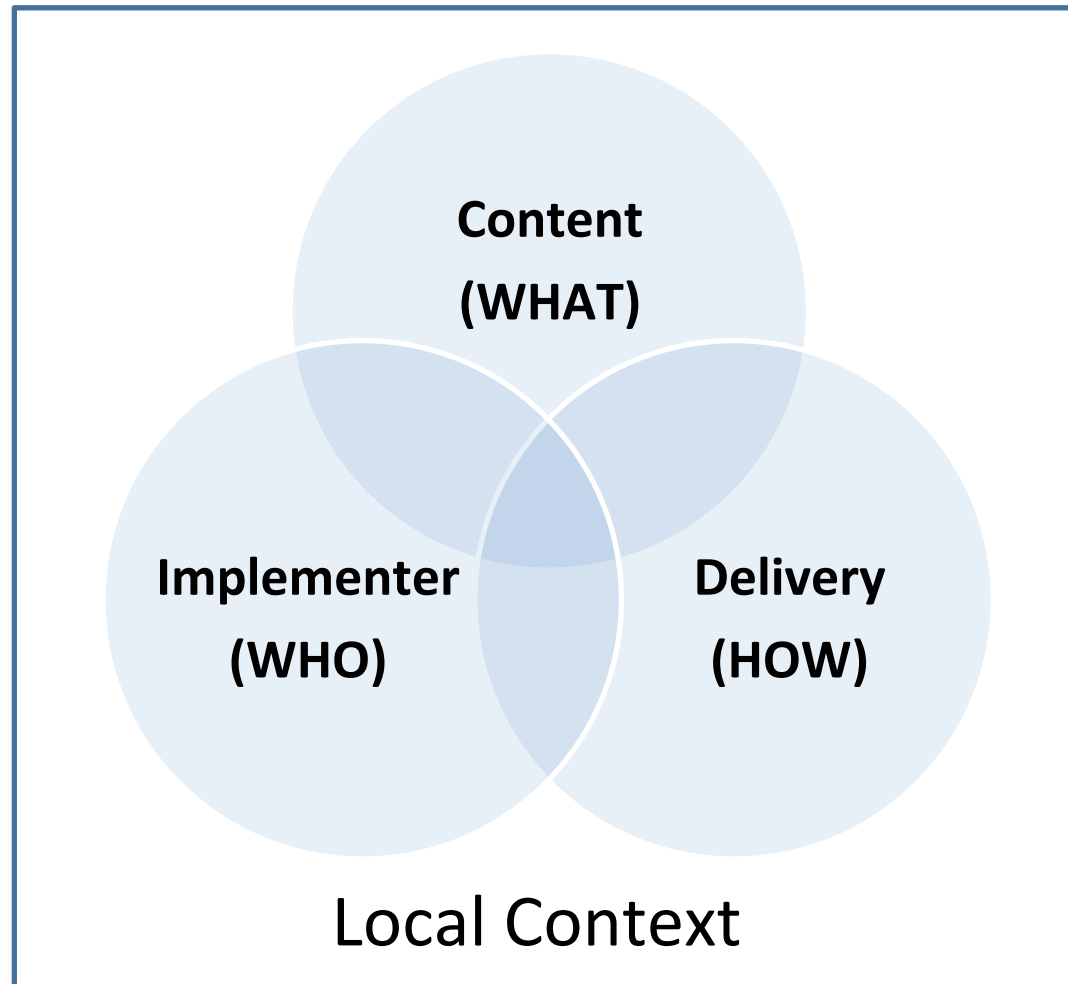 Content
(WHAT)
Implementer
(WHO)
Delivery
(HOW)
Local Context